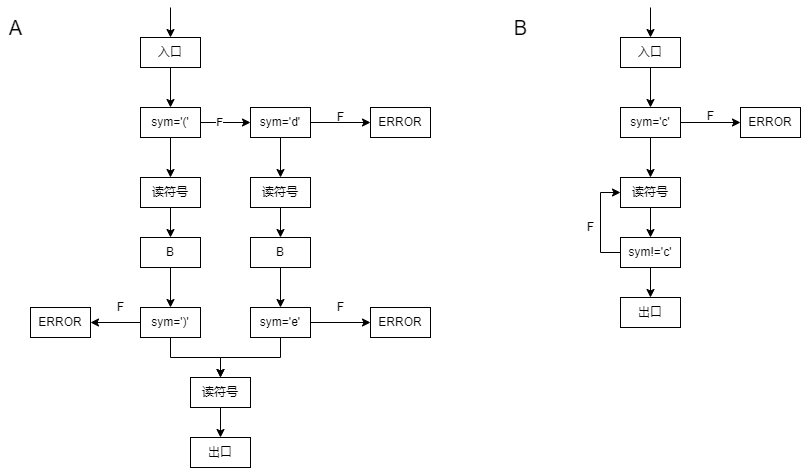 A
入口
sym='('
F
sym='d'
F
ERROR
读符号
读符号
B
B
ERROR
F
sym=')'
sym='e'
F
ERROR
读符号
出口
B
入口
sym='c'
F
ERROR
读符号
F
sym!='c'
出口